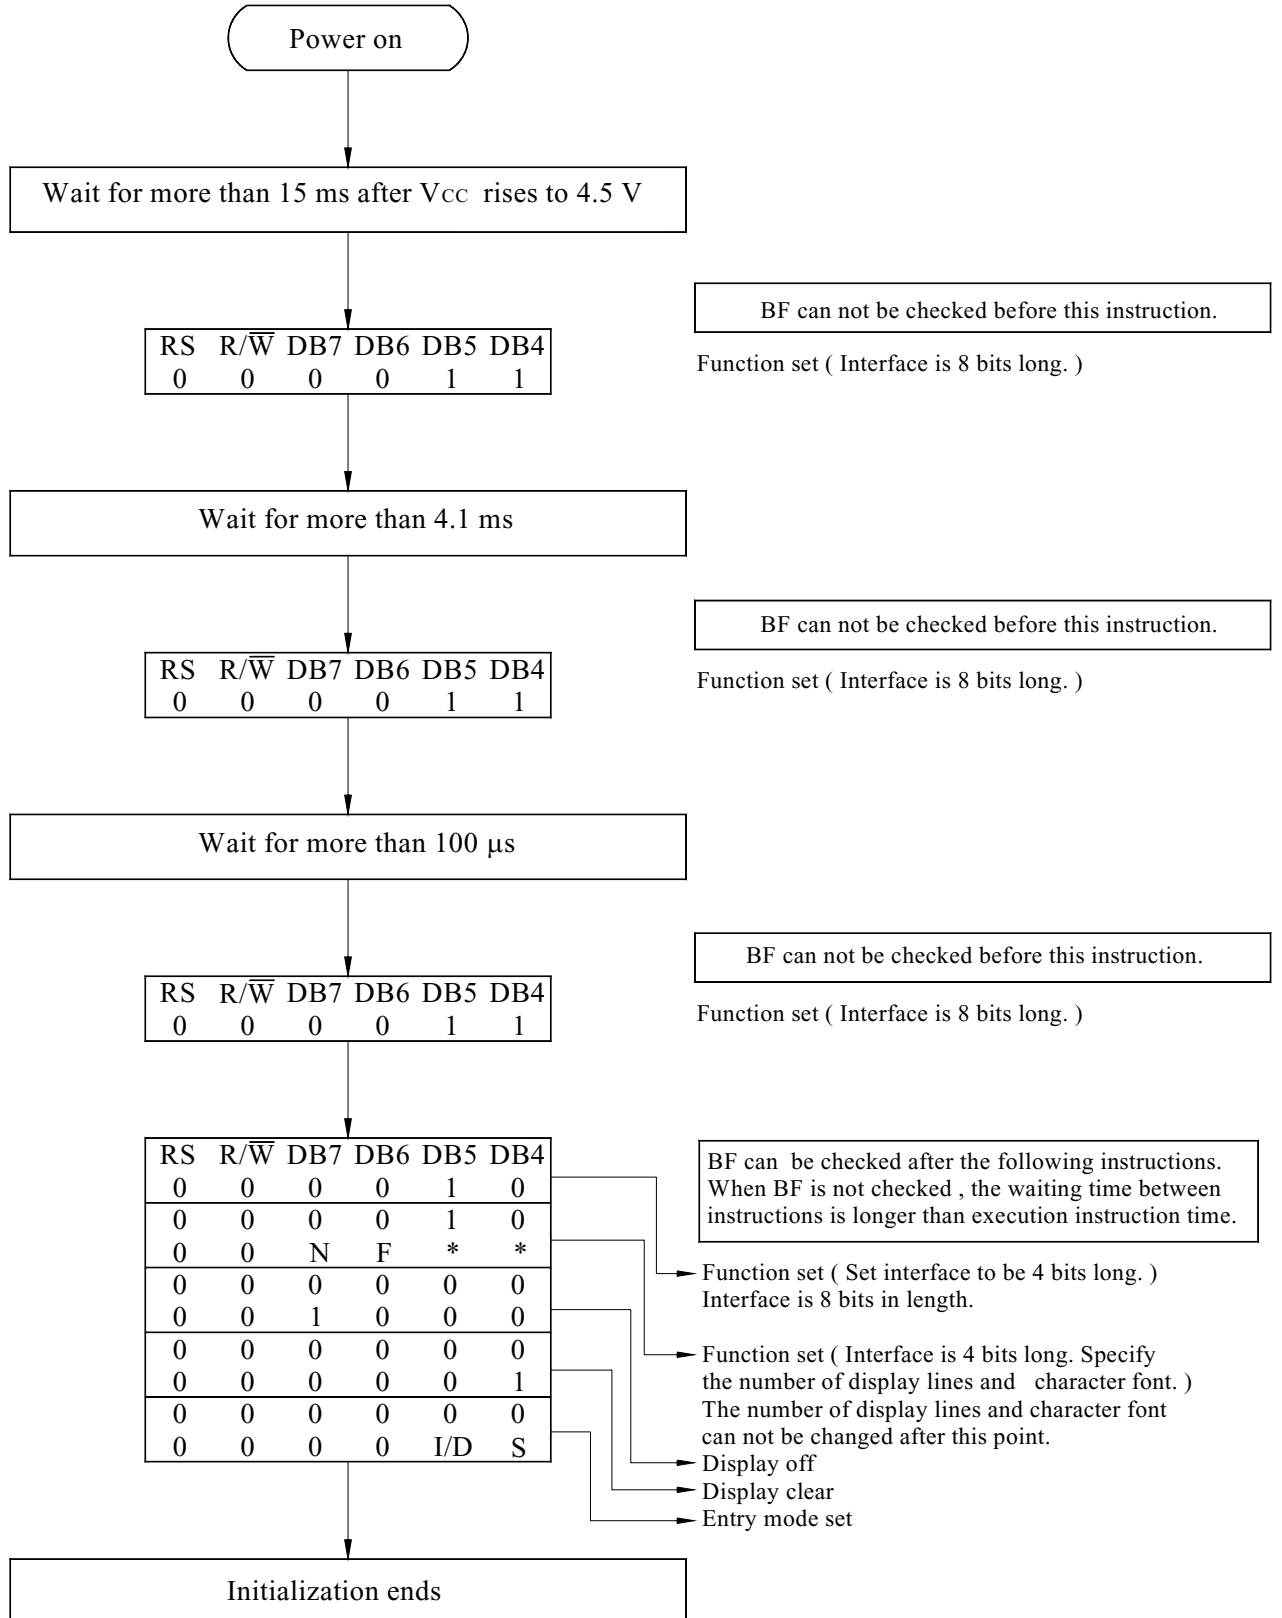 Power on
Wait for more than 15 ms after VCC rises to 4.5 V
BF can not be checked before this instruction.
RS R/W̅ DB7 DB6 DB5 DB4
0 0 0 0 1 1
Function set ( Interface is 8 bits long. )
Wait for more than 4.1 ms
BF can not be checked before this instruction.
RS R/W̅ DB7 DB6 DB5 DB4
0 0 0 0 1 1
Function set ( Interface is 8 bits long. )
Wait for more than 100 μs
BF can not be checked before this instruction.
RS R/W̅ DB7 DB6 DB5 DB4
0 0 0 0 1 1
Function set ( Interface is 8 bits long. )
RS R/W̅ DB7 DB6 DB5 DB4
0 0 0 0 1 0
0 0 0 0 1 0
0 0 N F * *
0 0 0 0 0 0
0 0 1 0 0 0
0 0 0 0 0 0
0 0 0 0 0 1
0 0 0 0 0 0
0 0 0 0 I/D S
BF can be checked after the following instructions.
When BF is not checked , the waiting time between
instructions is longer than execution instruction time.
Function set ( Set interface to be 4 bits long. )
Interface is 8 bits in length.
Function set ( Interface is 4 bits long. Specify
the number of display lines and character font. )
The number of display lines and character font
can not be changed after this point.
Display off
Display clear
Entry mode set
Initialization ends